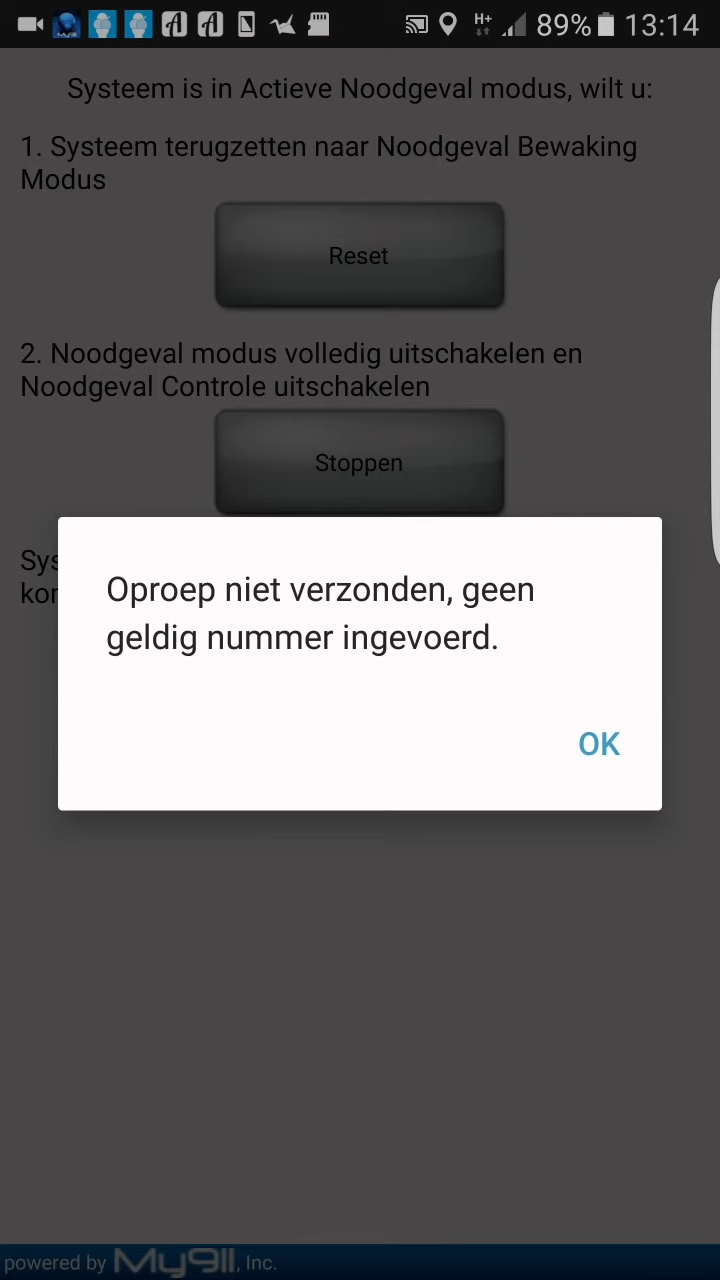 H+ 89% 13:14
Systeem is in Actieve Noodgeval modus, wilt u:
1. Systeem terugzetten naar Noodgeval Bewaking
Modus
Reset
2. Noodgeval modus volledig uitschakelen en
Noodgeval Controle uitschakelen
Stoppen
Oproep niet verzonden, geen
geldig nummer ingevoerd.
OK
powered by My911, Inc.